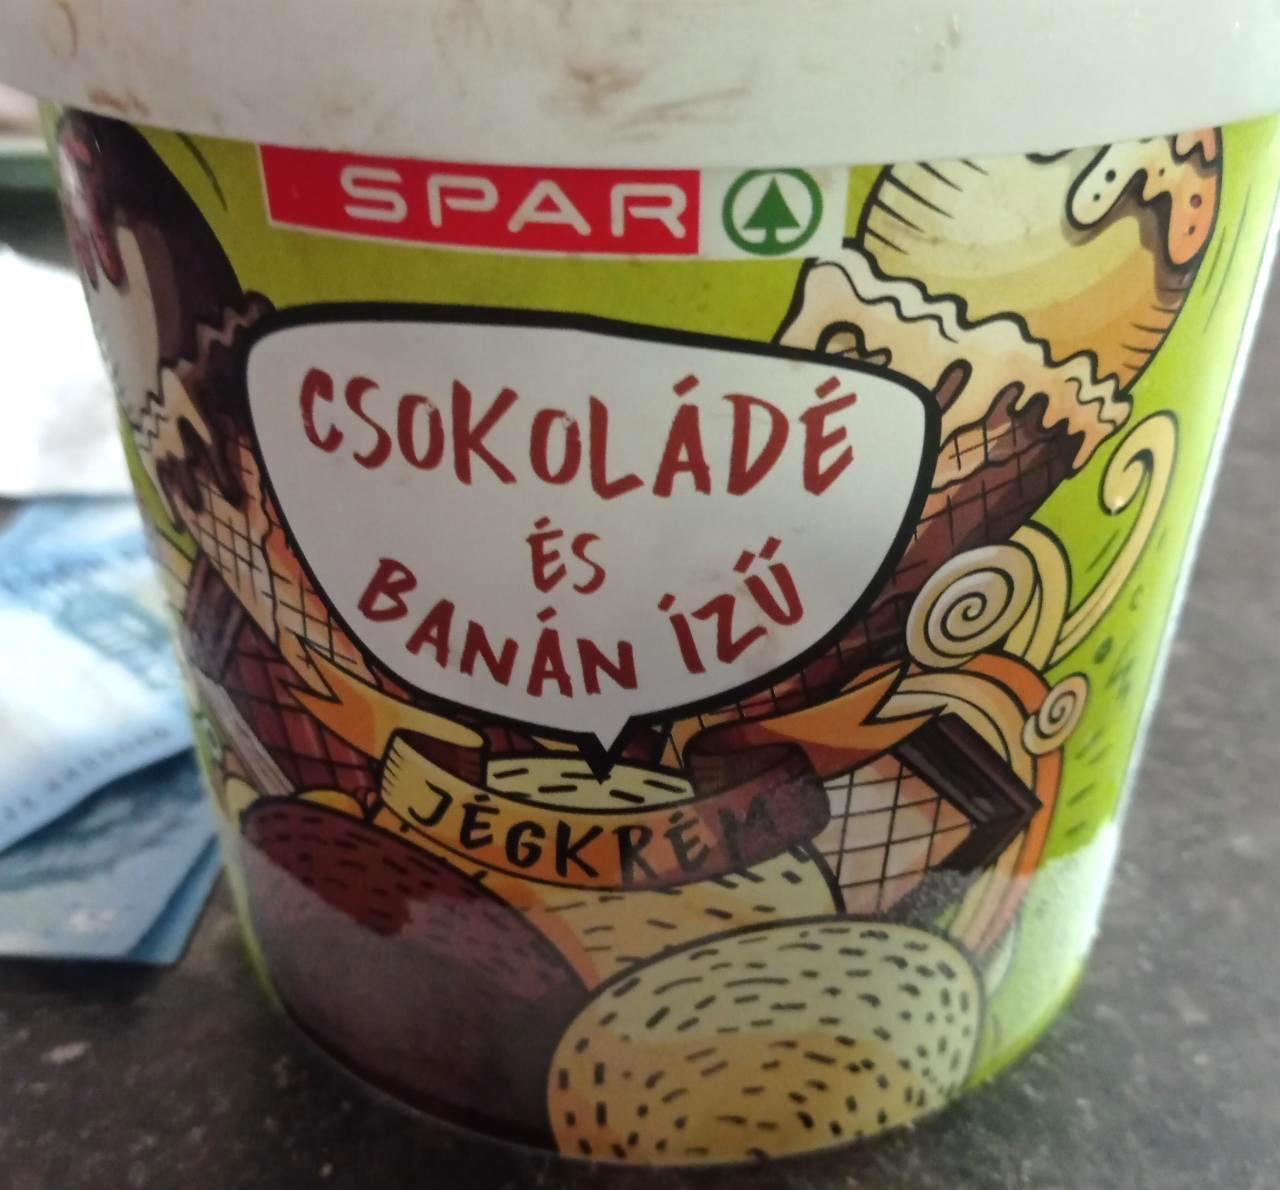 SPAR
CSOKOLÁDÉ
ÉS
BANÁN ÍZŰ
JÉGKRÉM